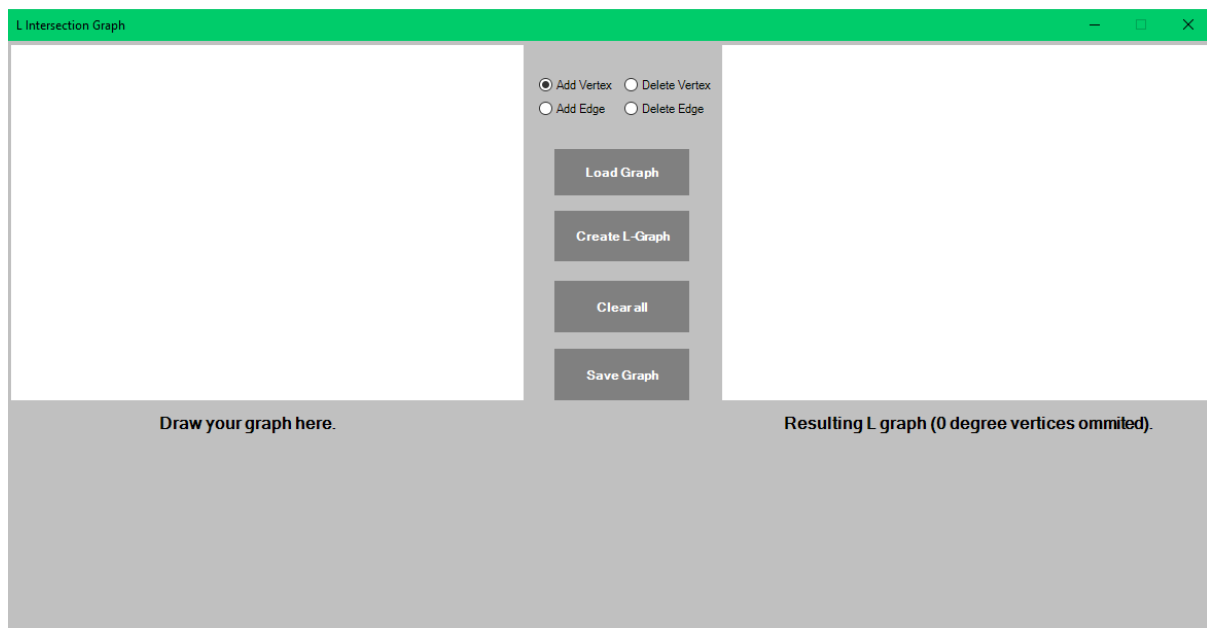 L Intersection Graph
Add Vertex Delete Vertex
Add Edge Delete Edge
Load Graph
Create L-Graph
Clear all
Save Graph
Draw your graph here.
Resulting L graph (0 degree vertices ommited).